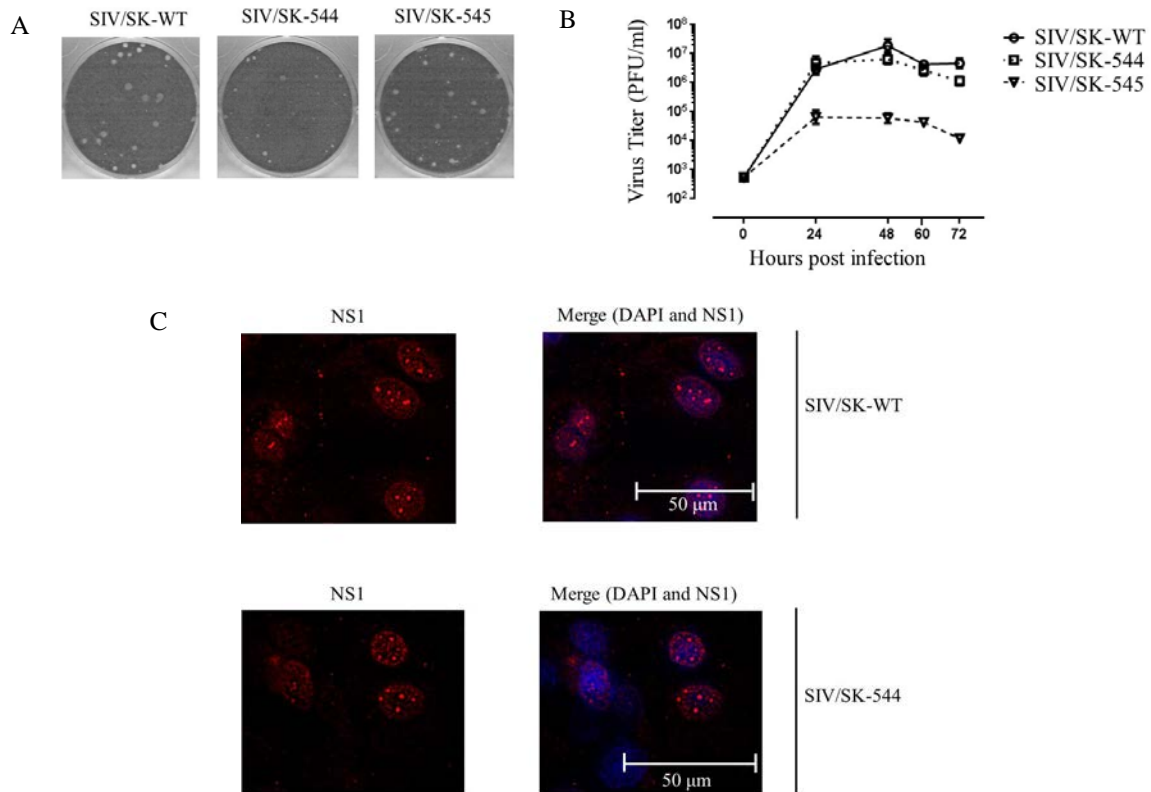 A
SIV/SK-WT
SIV/SK-544
SIV/SK-545
B
Virus Titer (PFU/ml)
10⁸
10⁷
10⁶
10⁵
10⁴
10³
10²
0
24
48
60
72
Hours post infection
SIV/SK-WT
SIV/SK-544
SIV/SK-545
C
NS1
Merge (DAPI and NS1)
50 μm
SIV/SK-WT
NS1
Merge (DAPI and NS1)
50 μm
SIV/SK-544